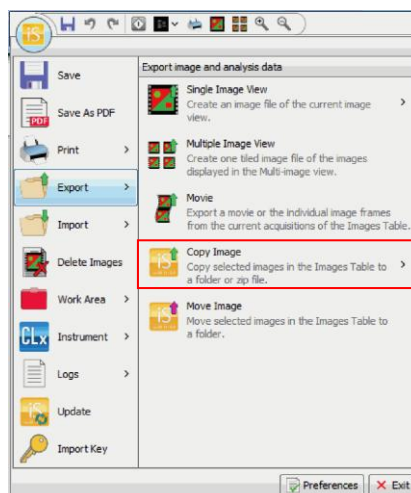 iS
Save
PDF
Save As PDF
Print
Export
Import
Delete Images
Work Area
CLx
Instrument
Logs
iS
Update
Import Key
Export image and analysis data
Single Image View
Create an image file of the current image
view.
Multiple Image View
Create one tiled image file of the images
displayed in the Multi-image view.
Movie
Export a movie or the individual image frames
from the current acquisitions of the Images Table.
iS
Copy Image
Copy selected images in the Images Table to
a folder or zip file.
iS
Move Image
Move selected images in the Images Table to
a folder.
Preferences
Exit